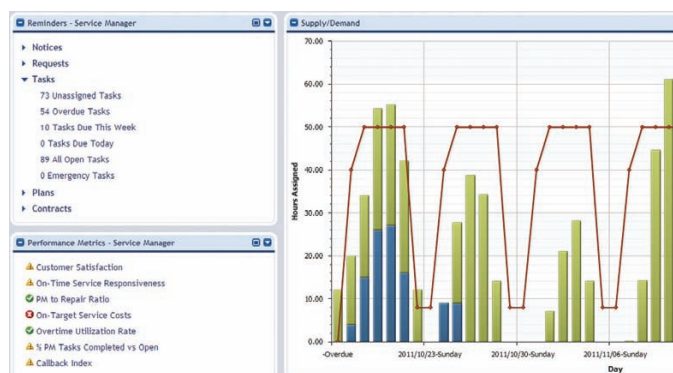 Reminders - Service Manager
Notices
Requests
Tasks
73 Unassigned Tasks
54 Overdue Tasks
10 Tasks Due This Week
0 Tasks Due Today
89 All Open Tasks
0 Emergency Tasks
Plans
Contracts
Performance Metrics - Service Manager
Customer Satisfaction
On-Time Service Responsiveness
PM to Repair Ratio
On-Target Service Costs
Overtime Utilization Rate
% PM Tasks Completed vs Open
Callback Index
Supply/Demand
70.00
60.00
50.00
40.00
30.00
20.00
10.00
0.00
Hours Assigned
-Overdue
2011/10/23-Sunday
2011/10/30-Sunday
2011/11/06-Sunday
Day